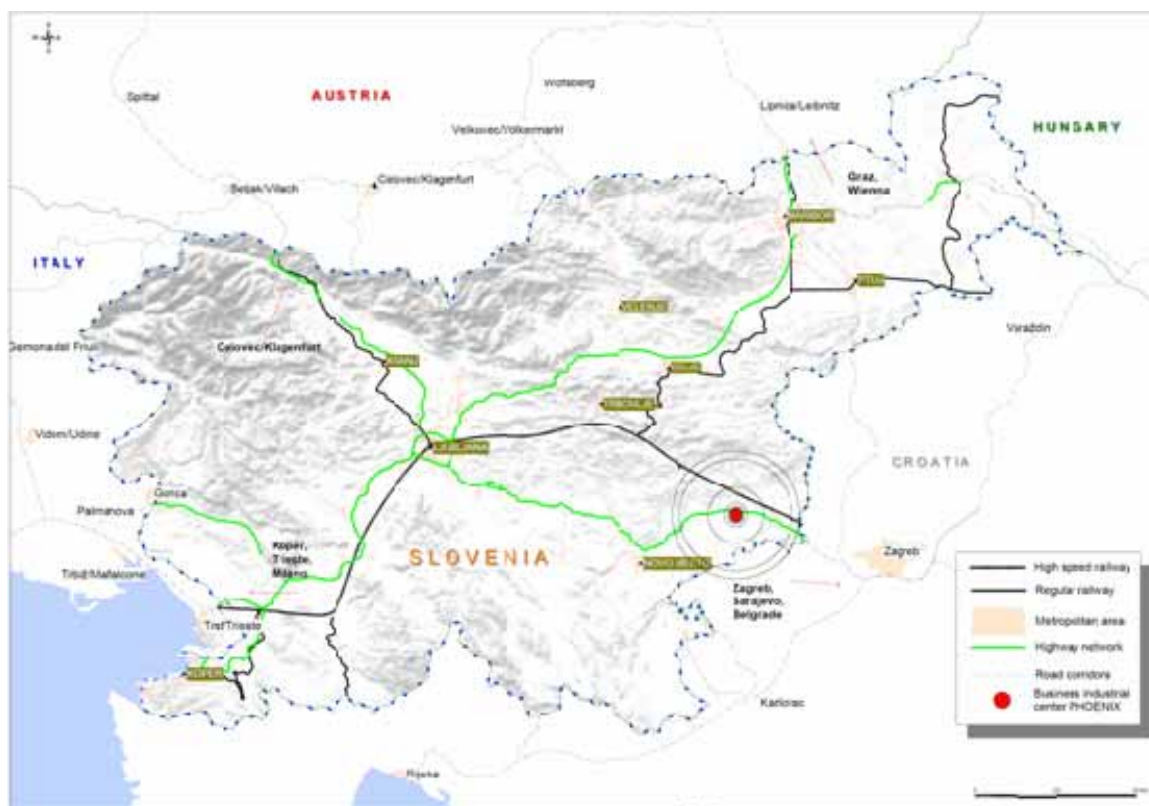 Wolfsberg
Spittal
AUSTRIA
Lipnica/Leibnitz
Velikovec/Völkermarkt
HUNGARY
Graz,
Wienna
Celovec/Klagenfurt
Beljak/Villach
MARIBOR
ITALY
PTUJ
VELENJE
Varaždin
Celovec/Klagenfurt
KRANJ
CELJE
TRBOVLJE
Videm/Udine
LJUBLJANA
CROATIA
Gorica
Palmanova
Koper,
Trieste,
Milano
SLOVENIA
Zagreb
NOVO MESTO
Zagreb,
Sarajevo,
Belgrade
Trst/Trieste
KOPER
Karlovac
Rijeka
High speed railway
Regular railway
Metropolitan area
Highway network
Road corridors
Business industrial
center PHOENIX